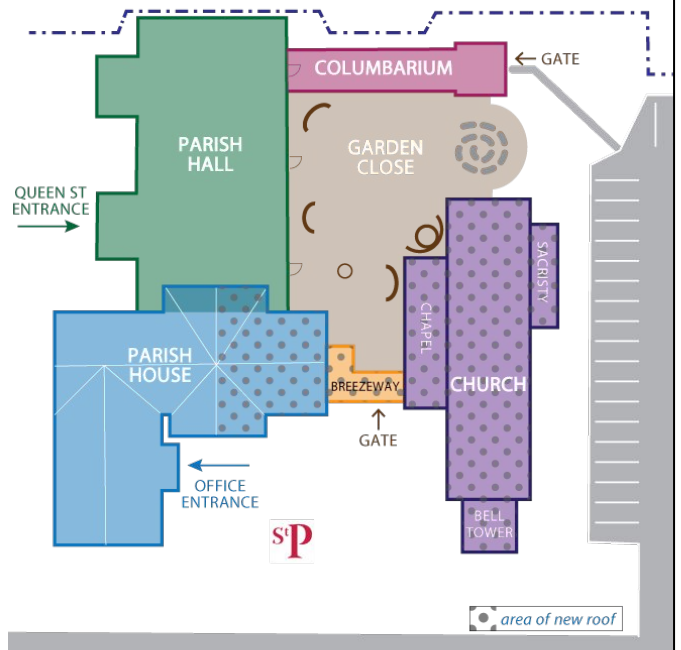 COLUMBARIUM
GATE
PARISH
HALL
GARDEN
CLOSE
QUEEN ST
ENTRANCE
SACRISTY
CHAPEL
PARISH
HOUSE
BREEZEWAY
CHURCH
GATE
OFFICE
ENTRANCE
BELL
TOWER
StP
area of new roof